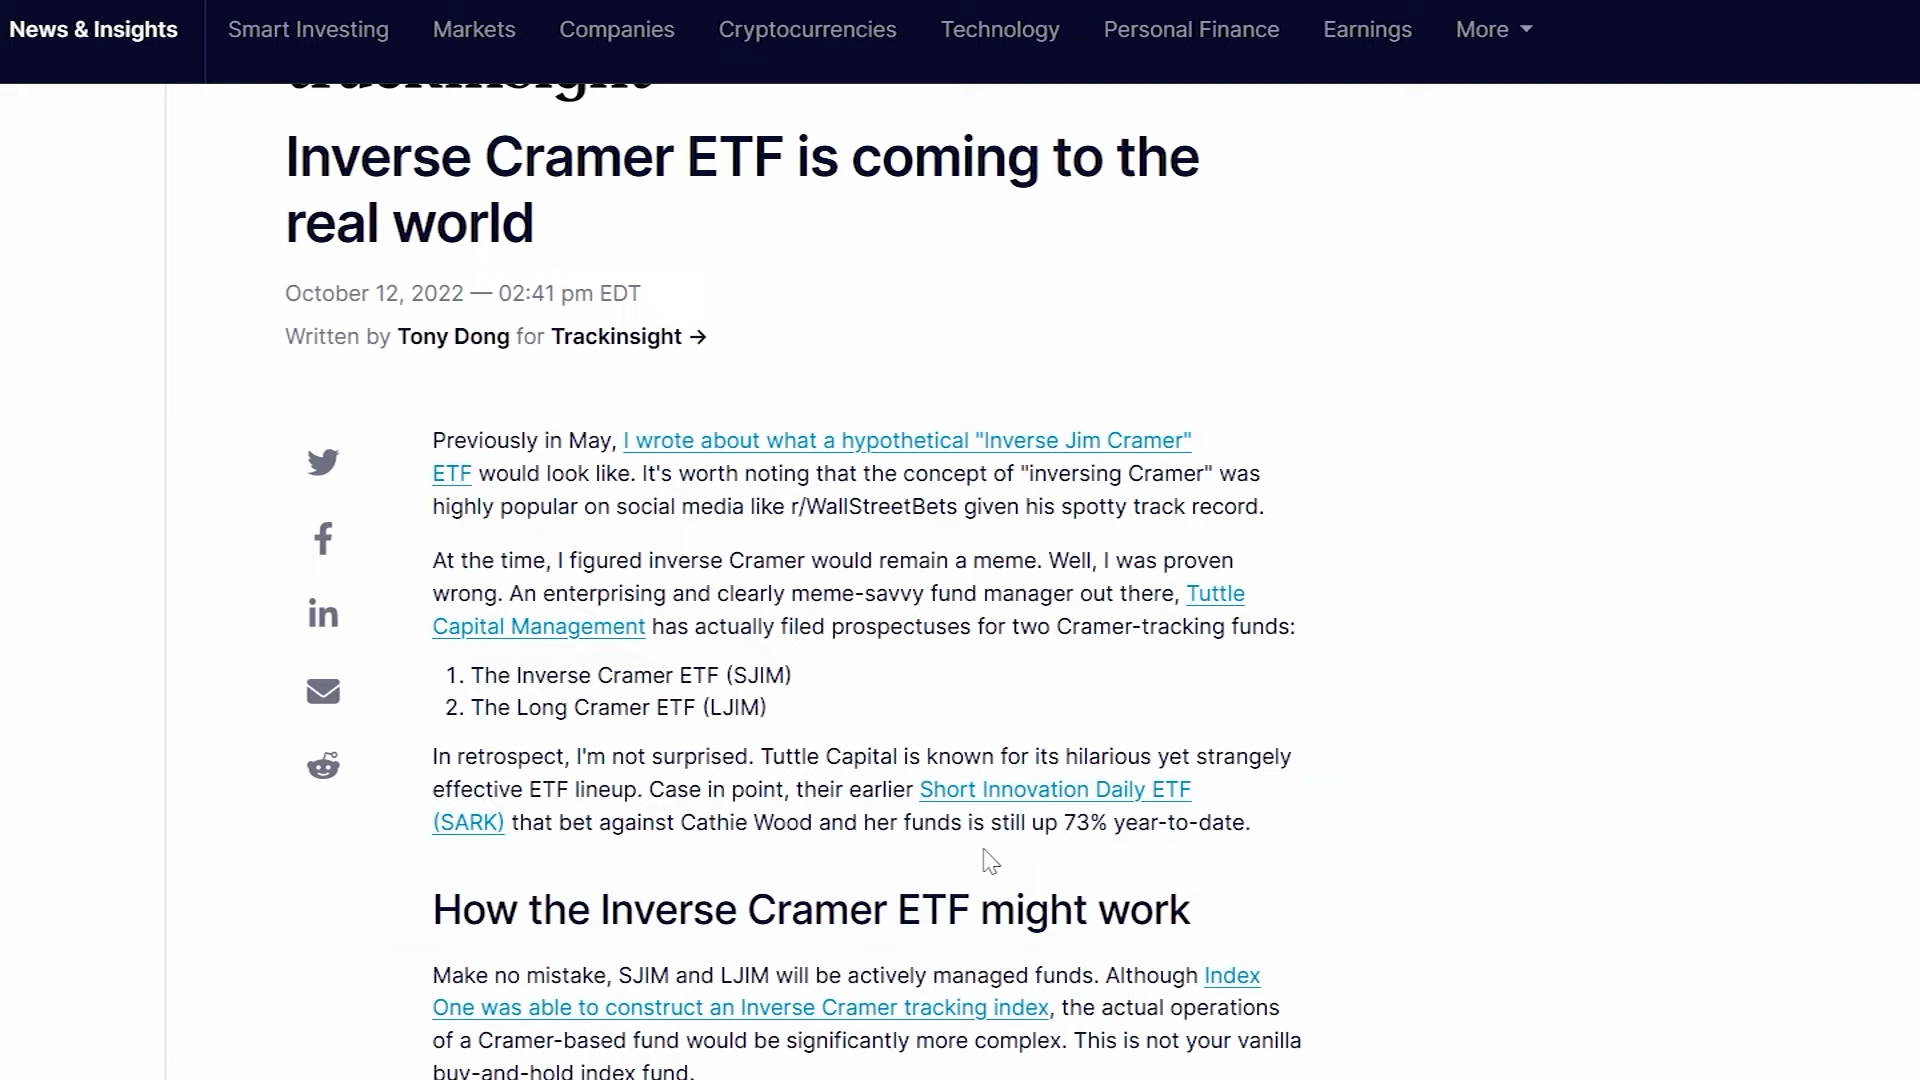 News & Insights Smart Investing Markets Companies Cryptocurrencies Technology Personal Finance Earnings More
trackinsight
Inverse Cramer ETF is coming to the
real world
October 12, 2022 — 02:41 pm EDT
Written by Tony Dong for Trackinsight →
Previously in May, I wrote about what a hypothetical "Inverse Jim Cramer"
ETF would look like. It's worth noting that the concept of "inversing Cramer" was
highly popular on social media like r/WallStreetBets given his spotty track record.
At the time, I figured inverse Cramer would remain a meme. Well, I was proven
wrong. An enterprising and clearly meme-savvy fund manager out there, Tuttle
Capital Management has actually filed prospectuses for two Cramer-tracking funds:
1. The Inverse Cramer ETF (SJIM)
2. The Long Cramer ETF (LJIM)
In retrospect, I'm not surprised. Tuttle Capital is known for its hilarious yet strangely
effective ETF lineup. Case in point, their earlier Short Innovation Daily ETF
(SARK) that bet against Cathie Wood and her funds is still up 73% year-to-date.
How the Inverse Cramer ETF might work
Make no mistake, SJIM and LJIM will be actively managed funds. Although Index
One was able to construct an Inverse Cramer tracking index, the actual operations
of a Cramer-based fund would be significantly more complex. This is not your vanilla
buy-and-hold index fund.